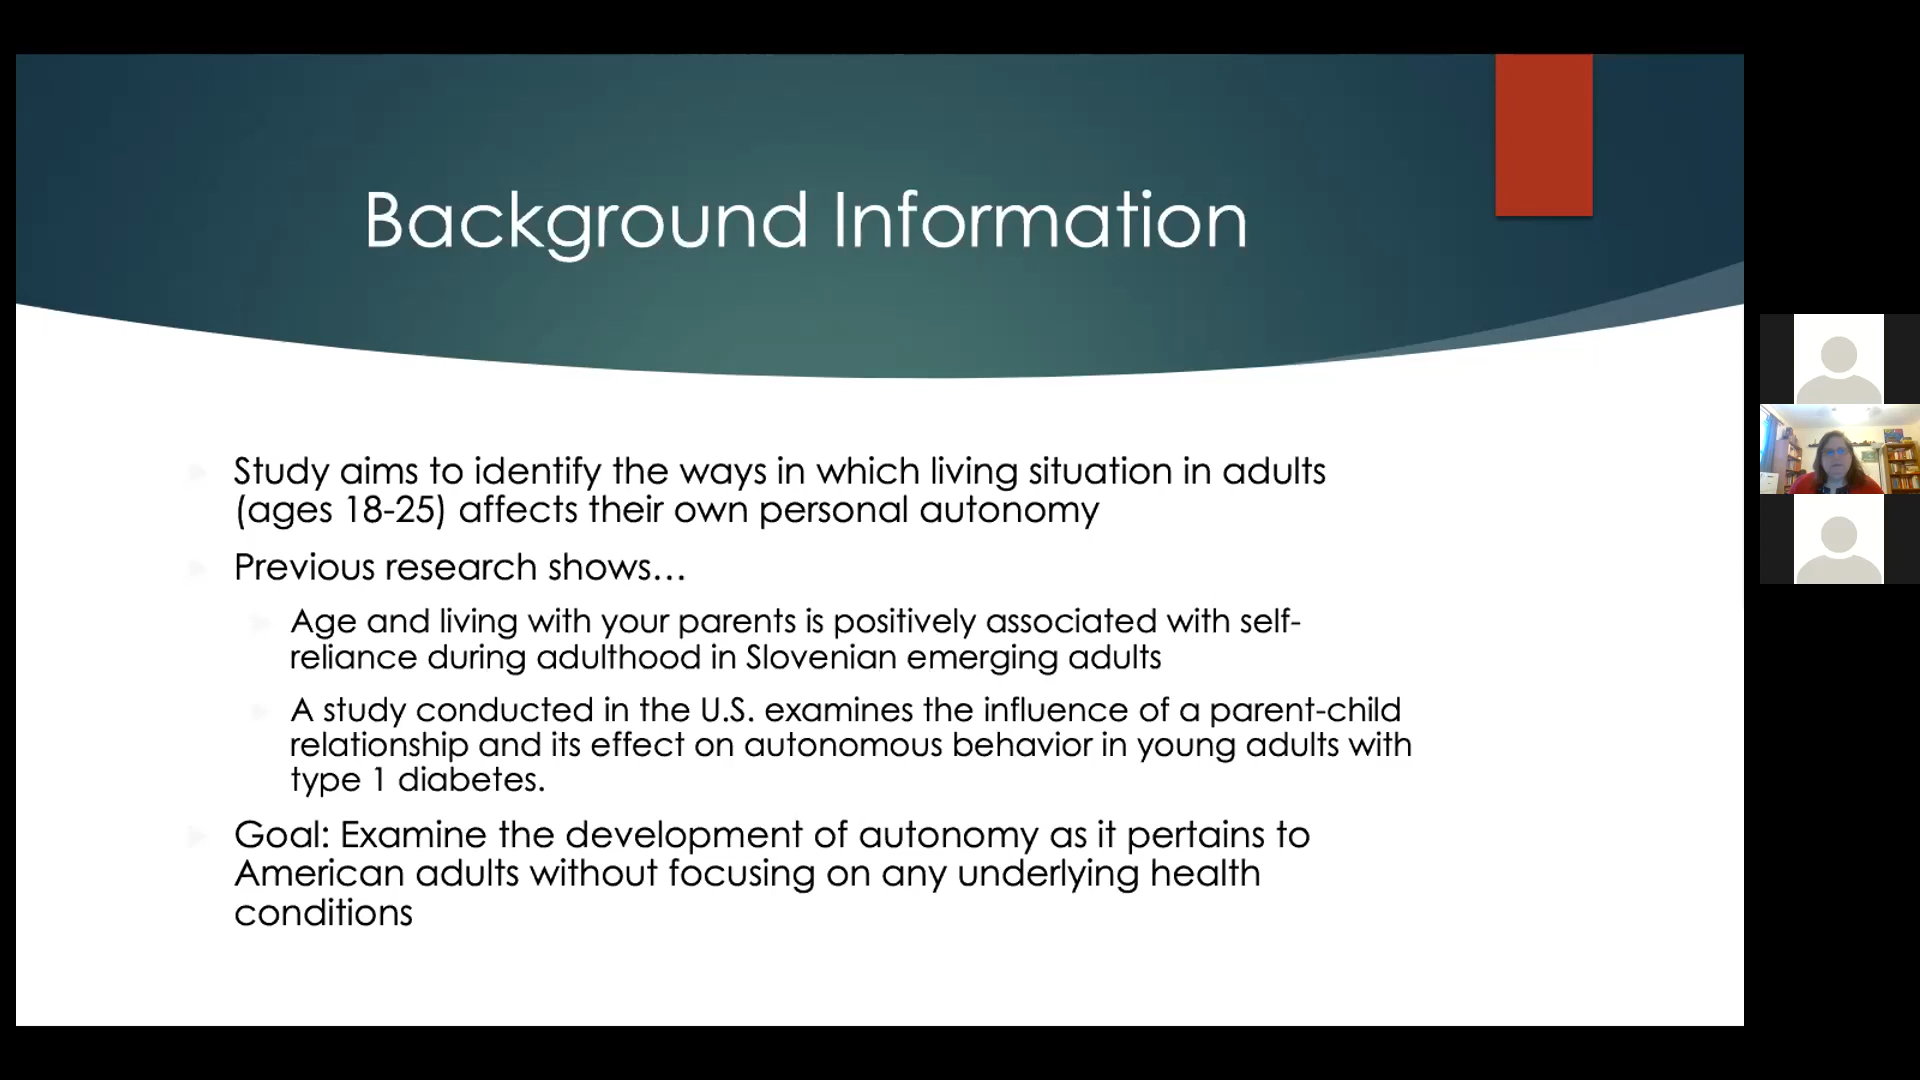 Background Information
Study aims to identify the ways in which living situation in adults
(ages 18-25) affects their own personal autonomy
Previous research shows…
Age and living with your parents is positively associated with self-
reliance during adulthood in Slovenian emerging adults
A study conducted in the U.S. examines the influence of a parent-child
relationship and its effect on autonomous behavior in young adults with
type 1 diabetes.
Goal: Examine the development of autonomy as it pertains to
American adults without focusing on any underlying health
conditions